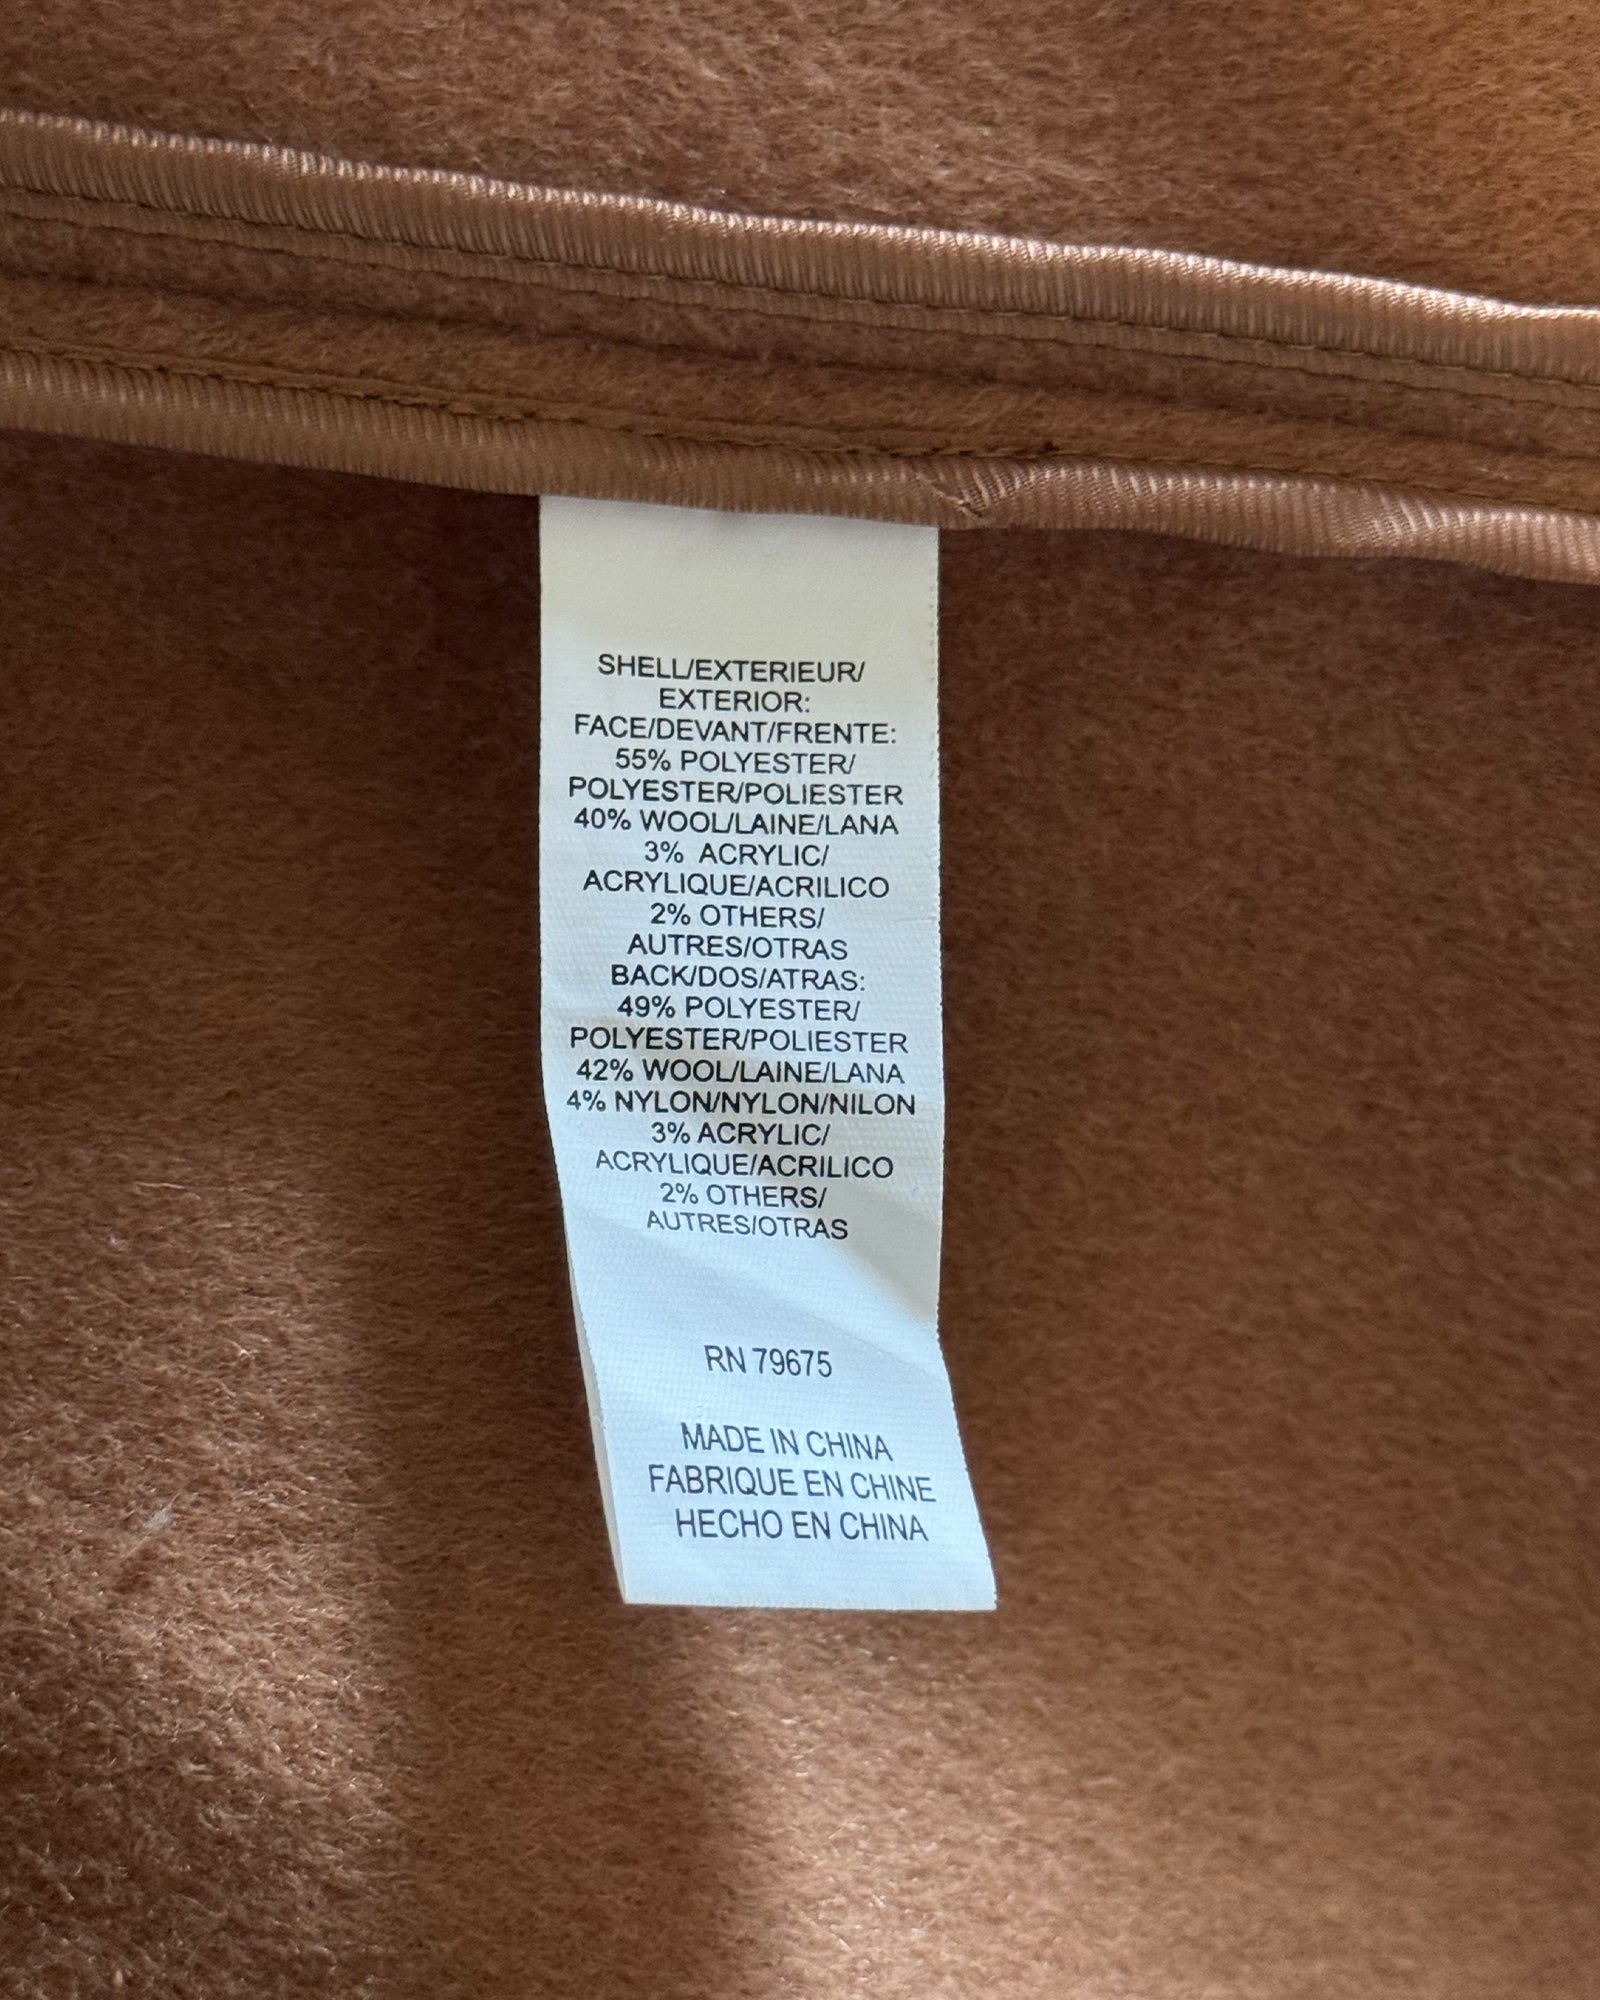 SHELL/EXTERIEUR/
EXTERIOR:
FACE/DEVANT/FRENTE:
55% POLYESTER/
POLYESTER/POLIESTER
40% WOOL/LAINE/LANA
3% ACRYLIC/
ACRYLIQUE/ACRILICO
2% OTHERS/
AUTRES/OTRAS
BACK/DOS/ATRAS:
49% POLYESTER/
POLYESTER/POLIESTER
42% WOOL/LAINE/LANA
4% NYLON/NYLON/NILON
3% ACRYLIC/
ACRYLIQUE/ACRILICO
2% OTHERS/
AUTRES/OTRAS
RN 79675
MADE IN CHINA
FABRIQUE EN CHINE
HECHO EN CHINA